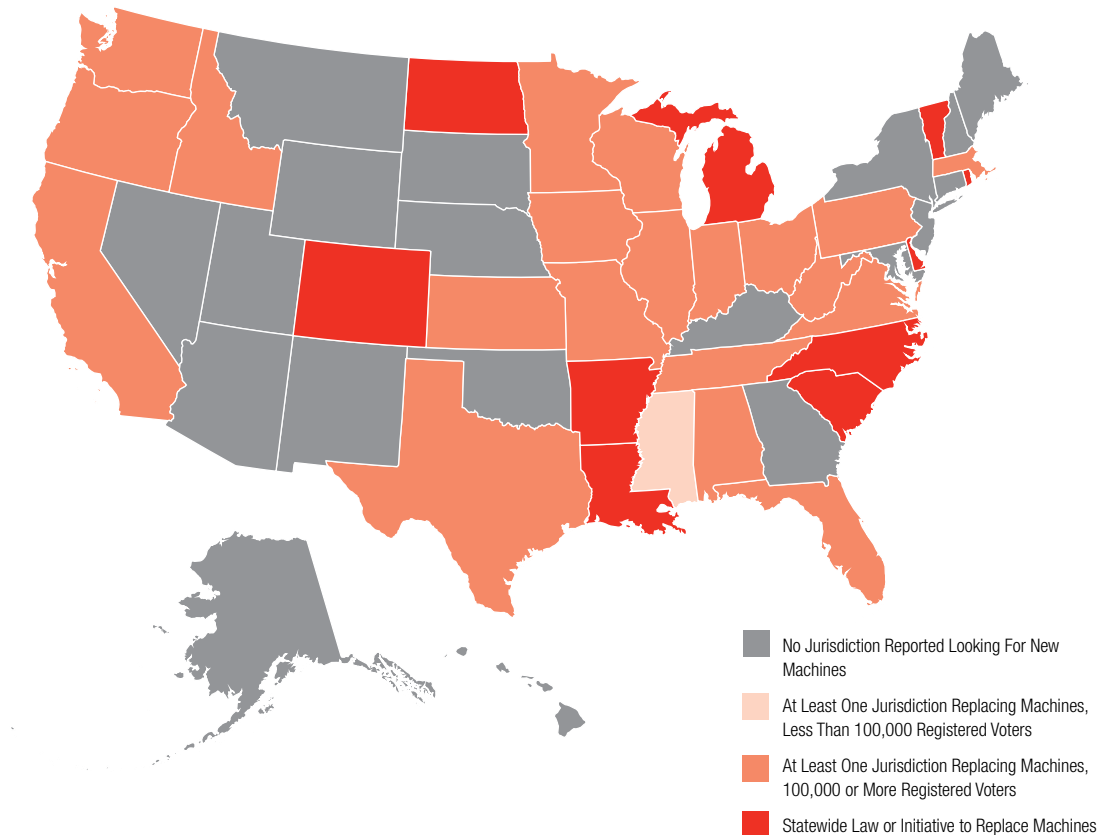 No Jurisdiction Reported Looking For New
Machines
At Least One Jurisdiction Replacing Machines,
Less Than 100,000 Registered Voters
At Least One Jurisdiction Replacing Machines,
100,000 or More Registered Voters
Statewide Law or Initiative to Replace Machines